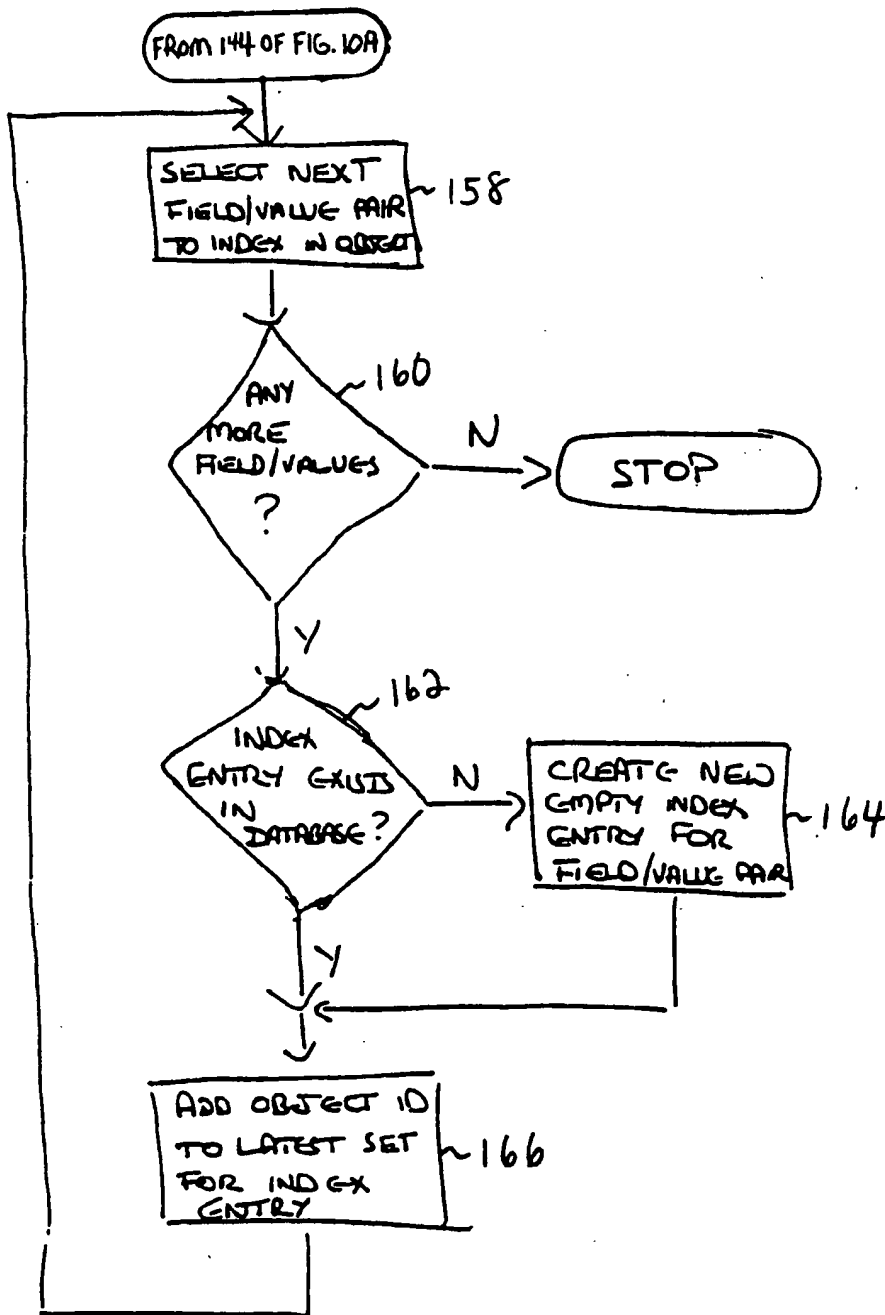 FROM 144 OF FIG. 10A
SELECT NEXT
FIELD/VALUE PAIR
TO INDEX IN OBJECT
158
160
ANY
MORE
FIELD/VALUES
?
N
STOP
Y
162
INDEX
ENTRY EXISTS
IN
DATABASE?
N
CREATE NEW
EMPTY INDEX
ENTRY FOR
FIELD/VALUE PAIR
164
Y
ADD OBJECT ID
TO LATEST SET
FOR INDEX
ENTRY
166